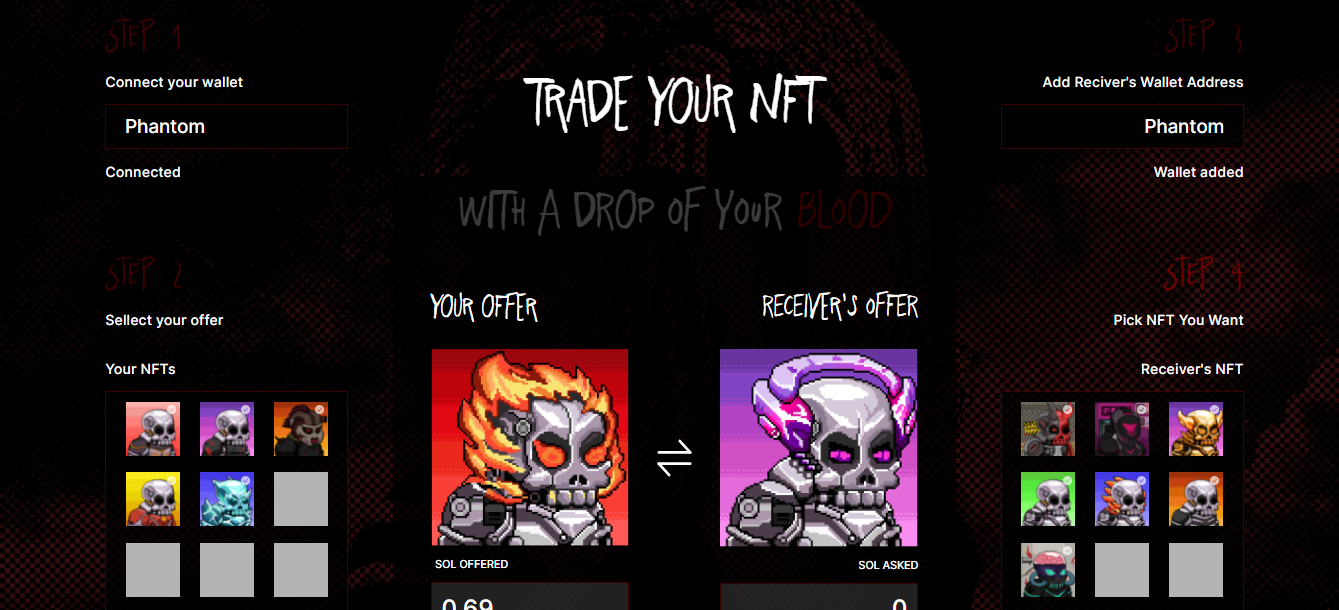 STEP 1
Connect your wallet
Phantom
Connected
STEP 2
Sellect your offer
Your NFTs
TRADE YOUR NFT
WITH A DROP OF YOUR BLOOD
YOUR OFFER
SOL OFFERED
0.69
RECEIVER'S OFFER
SOL ASKED
0
STEP 3
Add Reciver's Wallet Address
Phantom
Wallet added
STEP 4
Pick NFT You Want
Receiver's NFT